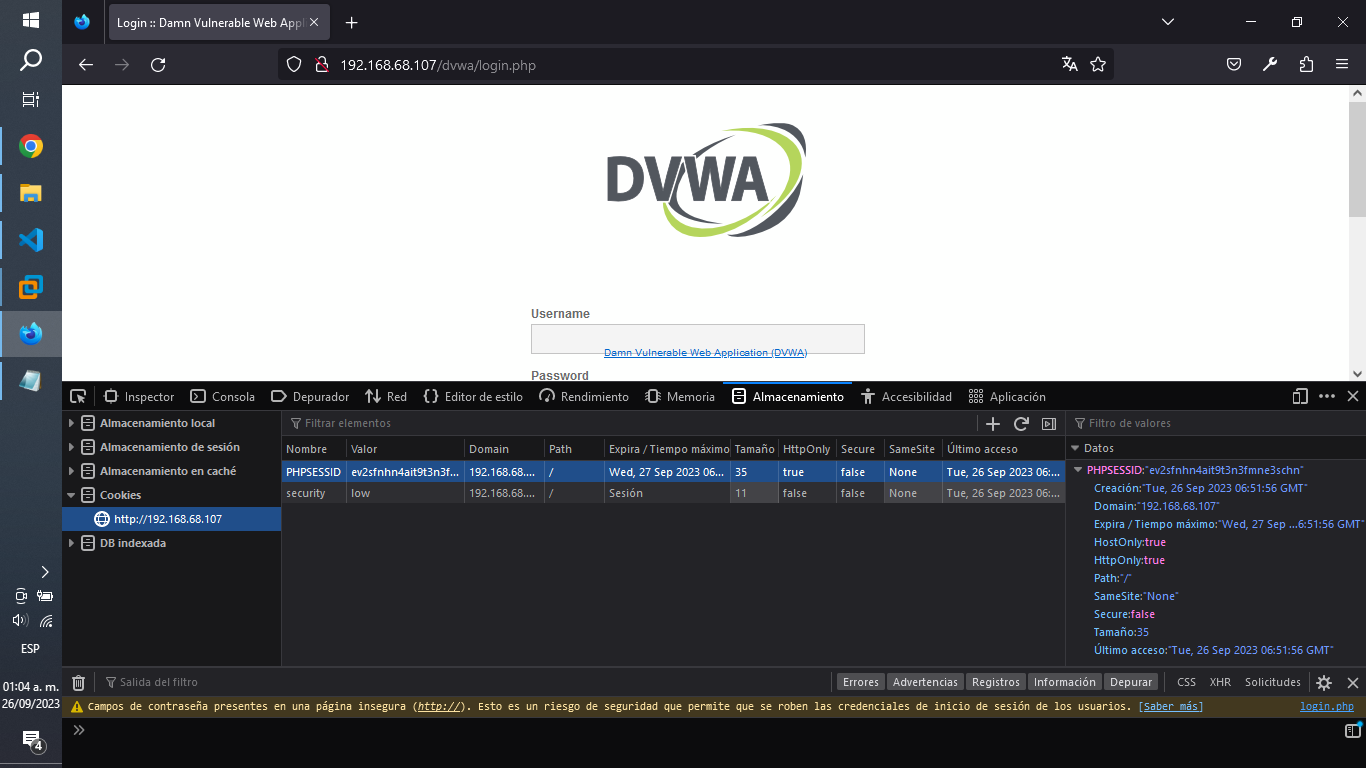 Login :: Damn Vulnerable Web Appl
192.168.68.107/dvwa/login.php
DVWA
Username
Damn Vulnerable Web Application (DVWA)
Password
Inspector Consola Depurador Red Editor de estilo Rendimiento Memoria Almacenamiento Accesibilidad Aplicación
Almacenamiento local
Almacenamiento de sesión
Almacenamiento en caché
Cookies
http://192.168.68.107
DB indexada
Filtrar elementos
Nombre Valor Domain Path Expira / Tiempo máximo Tamaño HttpOnly Secure SameSite Último acceso
PHPSESSID ev2sfnhn4ait9t3n3f... 192.168.68.... / Wed, 27 Sep 2023 06... 35 true false None Tue, 26 Sep 2023 06:...
security low 192.168.68.... / Sesión 11 false false None Tue, 26 Sep 2023 06:...
Filtro de valores
Datos
PHPSESSID:"ev2sfnhn4ait9t3n3fmne3schn"
Creación:"Tue, 26 Sep 2023 06:51:56 GMT"
Domain:"192.168.68.107"
Expira / Tiempo máximo:"Wed, 27 Sep ...6:51:56 GMT"
HostOnly:true
HttpOnly:true
Path:"/"
SameSite:"None"
Secure:false
Tamaño:35
Último acceso:"Tue, 26 Sep 2023 06:51:56 GMT"
Salida del filtro
Errores Advertencias Registros Información Depurar CSS XHR Solicitudes
Campos de contraseña presentes en una página insegura (http://). Esto es un riesgo de seguridad que permite que se roben las credenciales de inicio de sesión de los usuarios. [Saber más] login.php
ESP
01:04 a. m.
26/09/2023
4